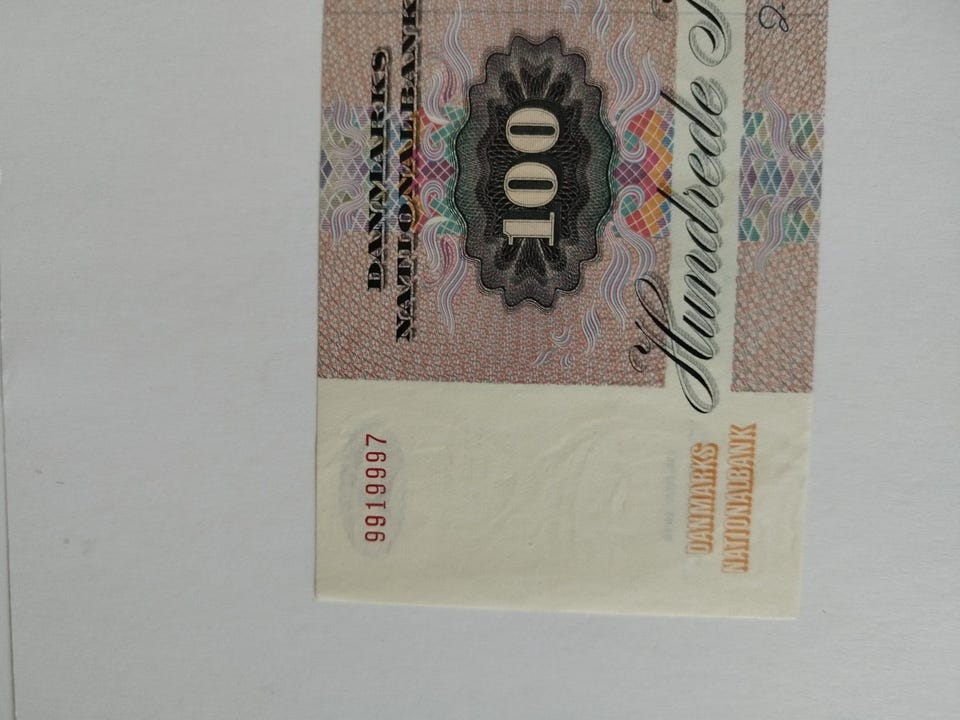 DANMARKS
NATIONALBANK
100
Hundrede
9919997
DANMARKS
NATIONALBANK